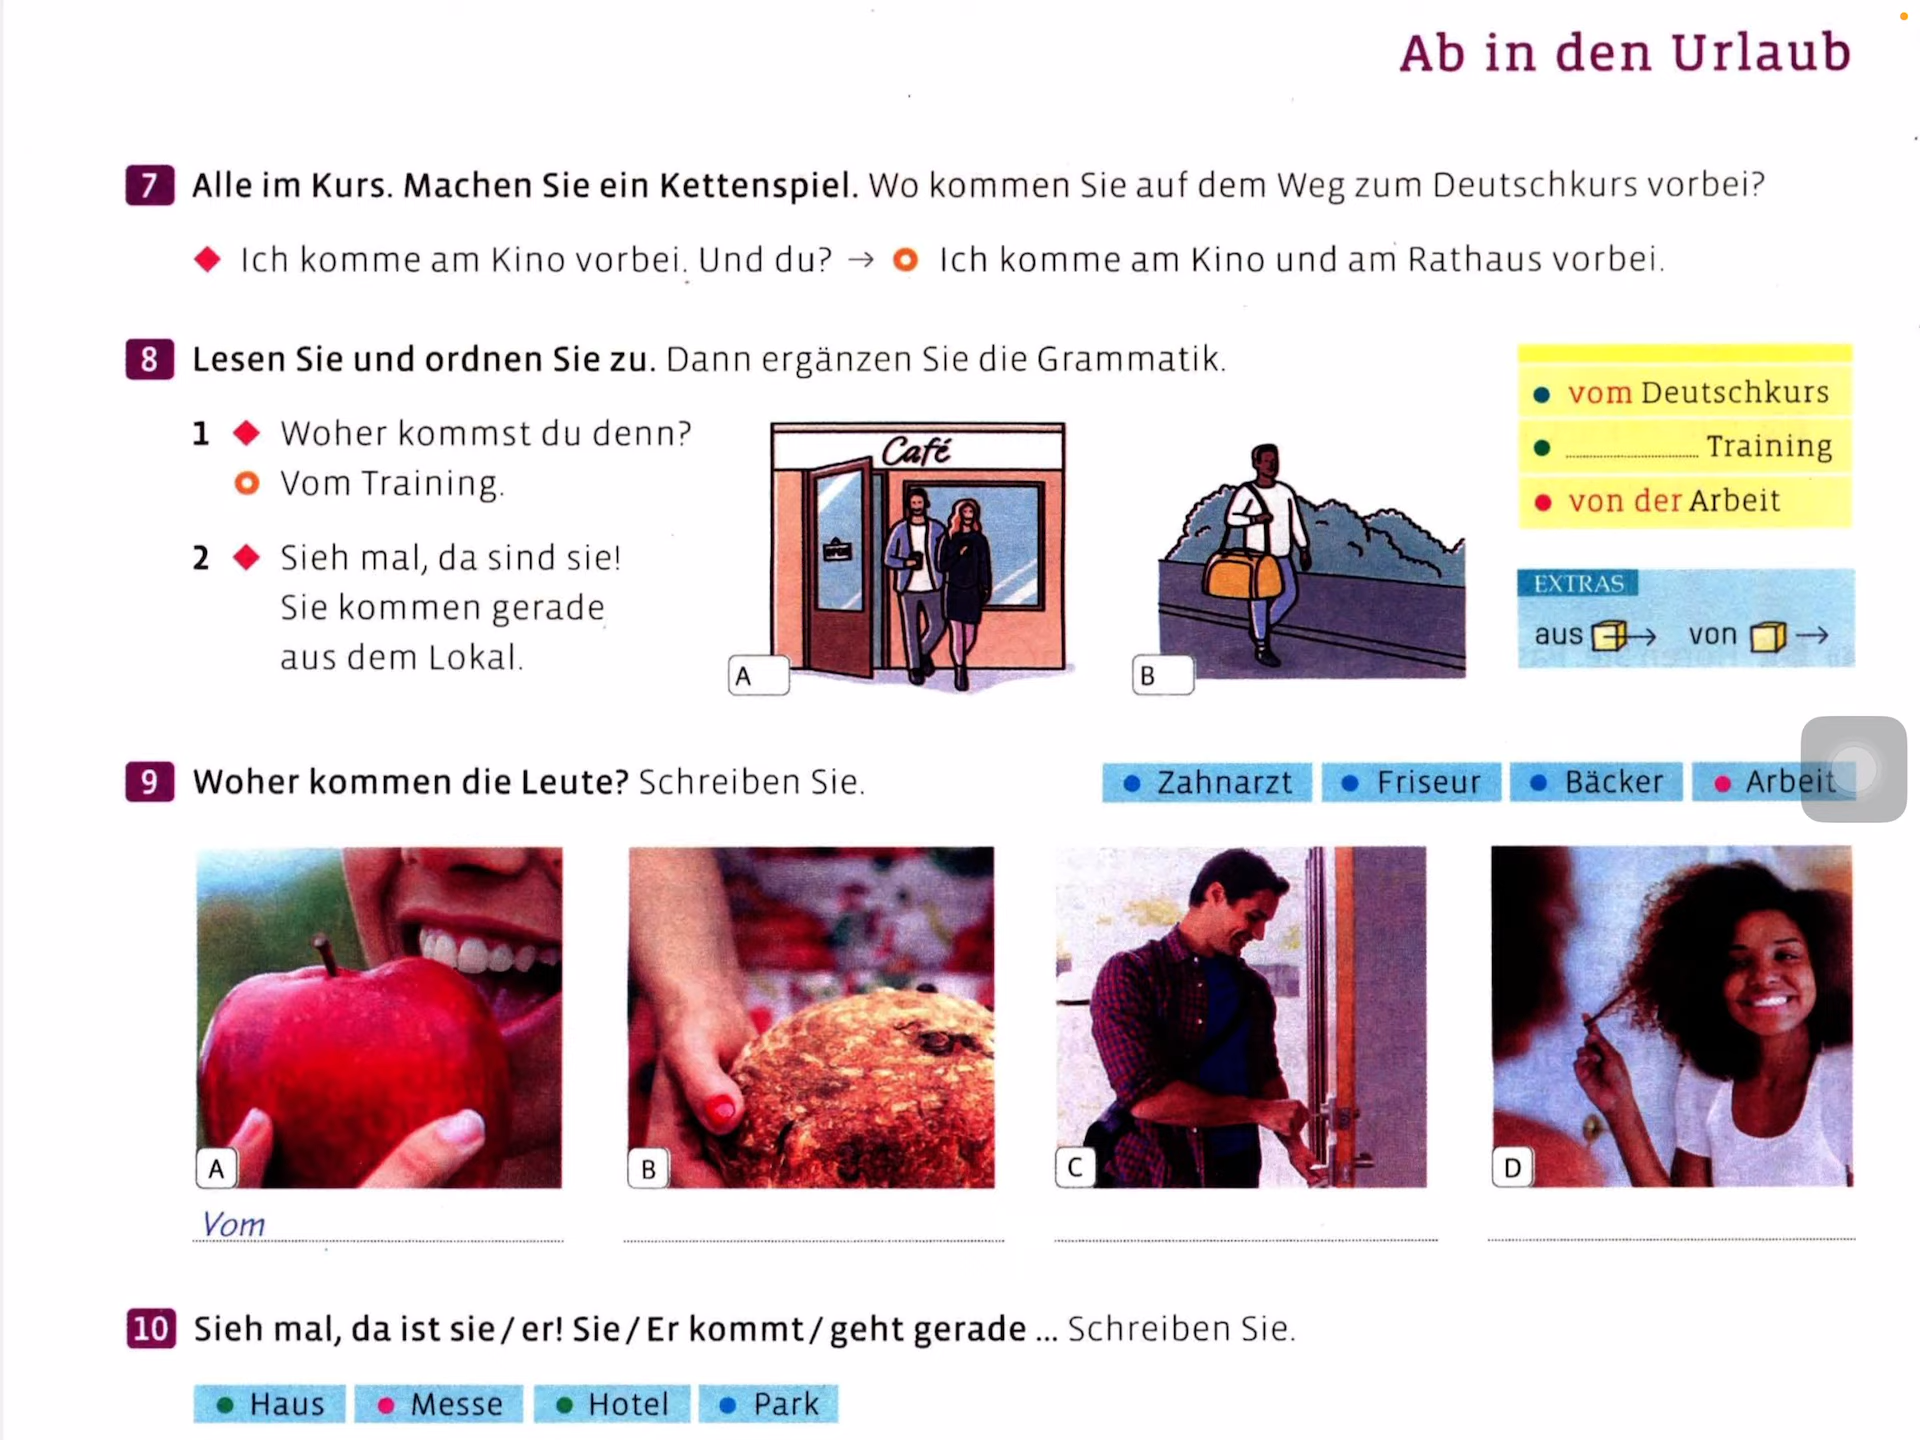 Ab in den Urlaub
7 Alle im Kurs. Machen Sie ein Kettenspiel. Wo kommen Sie auf dem Weg zum Deutschkurs vorbei?
Ich komme am Kino vorbei. Und du? → Ich komme am Kino und am Rathaus vorbei.
8 Lesen Sie und ordnen Sie zu. Dann ergänzen Sie die Grammatik.
1 Woher kommst du denn?
Vom Training.
2 Sieh mal, da sind sie!
Sie kommen gerade
aus dem Lokal.
Café
A
B
vom Deutschkurs
Training
von der Arbeit
EXTRAS
aus → von →
9 Woher kommen die Leute? Schreiben Sie.
Zahnarzt Friseur Bäcker Arbeit
A
B
C
D
Vom
10 Sieh mal, da ist sie/er! Sie/Er kommt/geht gerade ... Schreiben Sie.
Haus Messe Hotel Park